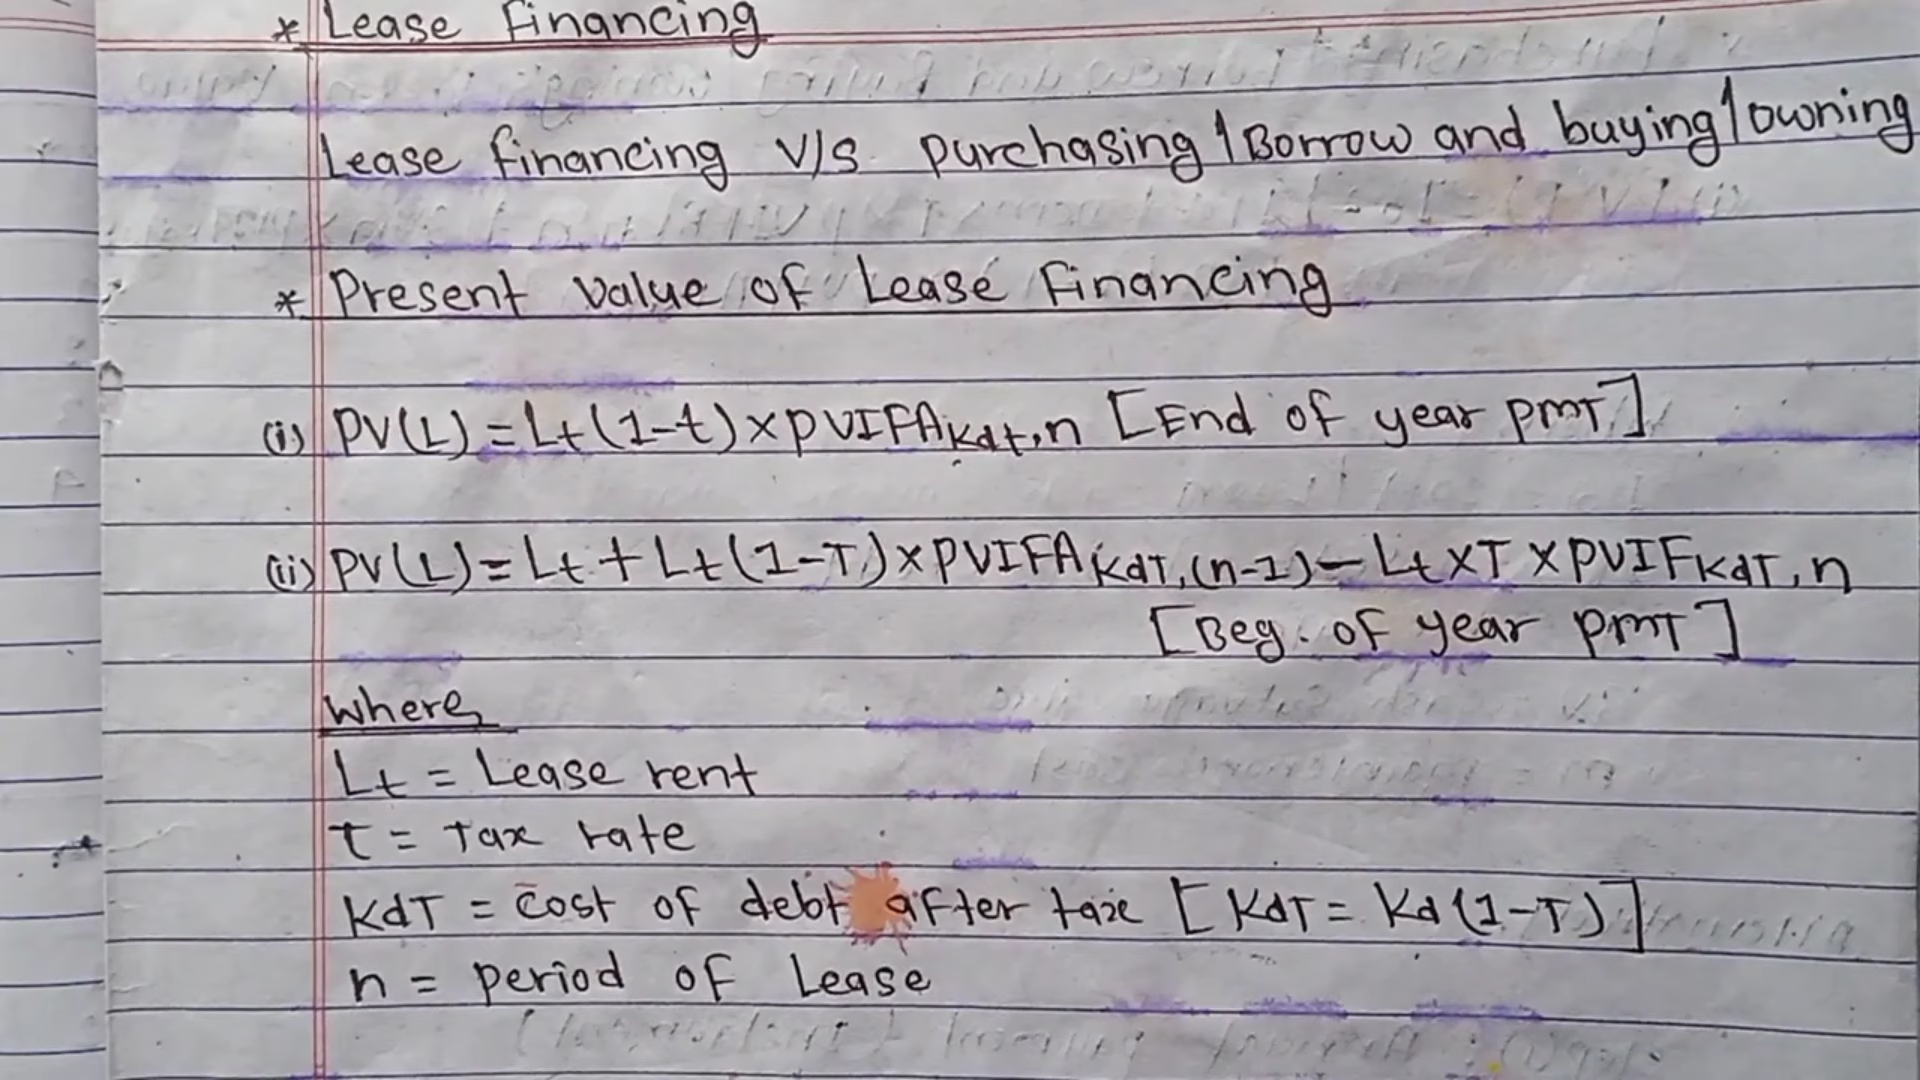 * Lease Financing
Lease financing V/s purchasing / Borrow and buying / owning
* Present Value of Lease Financing
(i) PV(L) = Lt (1-t) × PVIFAKdt,n [End of year PMT]
(ii) PV(L) = Lt + Lt (1-T) × PVIFA KdT,(n-1) - Lt × T × PVIFKdT,n
[Beg. of year PMT]
where,
Lt = Lease rent
t = Tax rate
KdT = cost of debt after tax [KdT = Kd (1-T)]
n = period of Lease